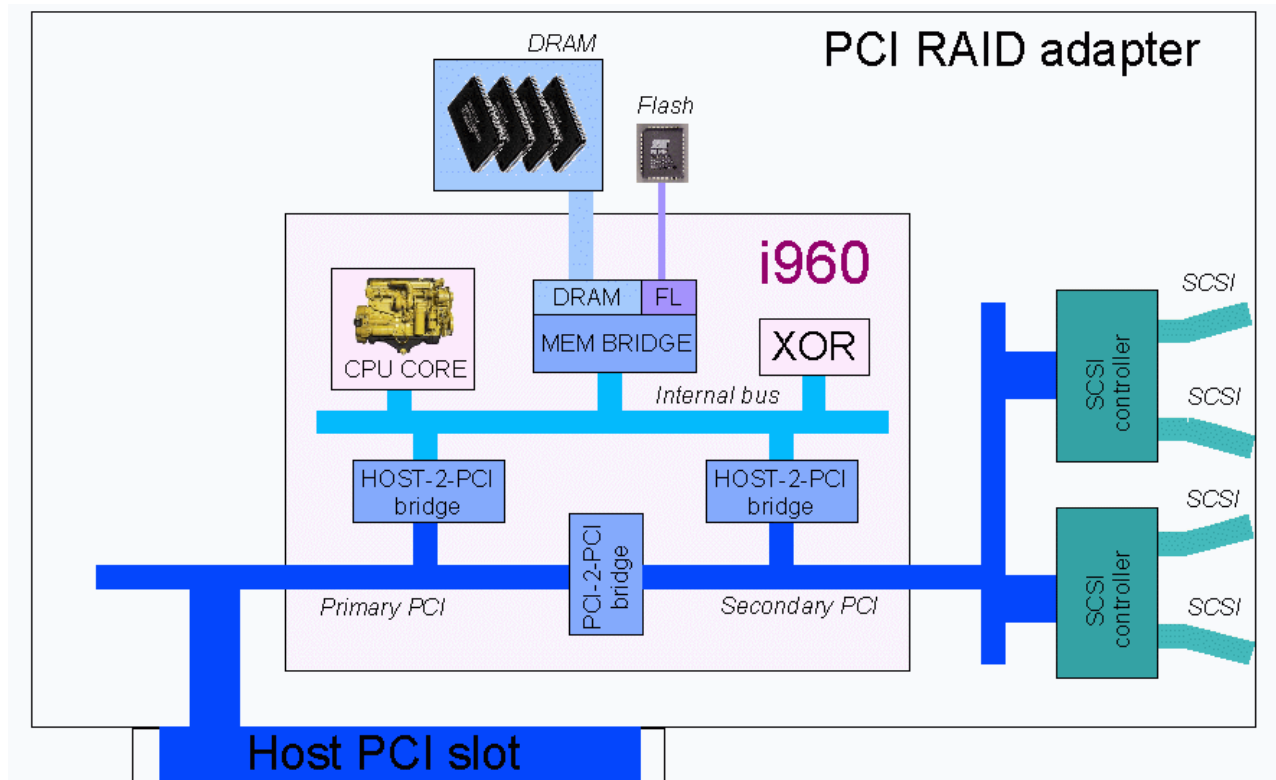 PCI RAID adapter
DRAM
Flash
i960
DRAM
FL
MEM BRIDGE
CPU CORE
XOR
Internal bus
HOST-2-PCI
bridge
HOST-2-PCI
bridge
PCI-2-PCI
bridge
Primary PCI
Secondary PCI
SCSI
SCSI
controller
SCSI
SCSI
SCSI
controller
SCSI
Host PCI slot